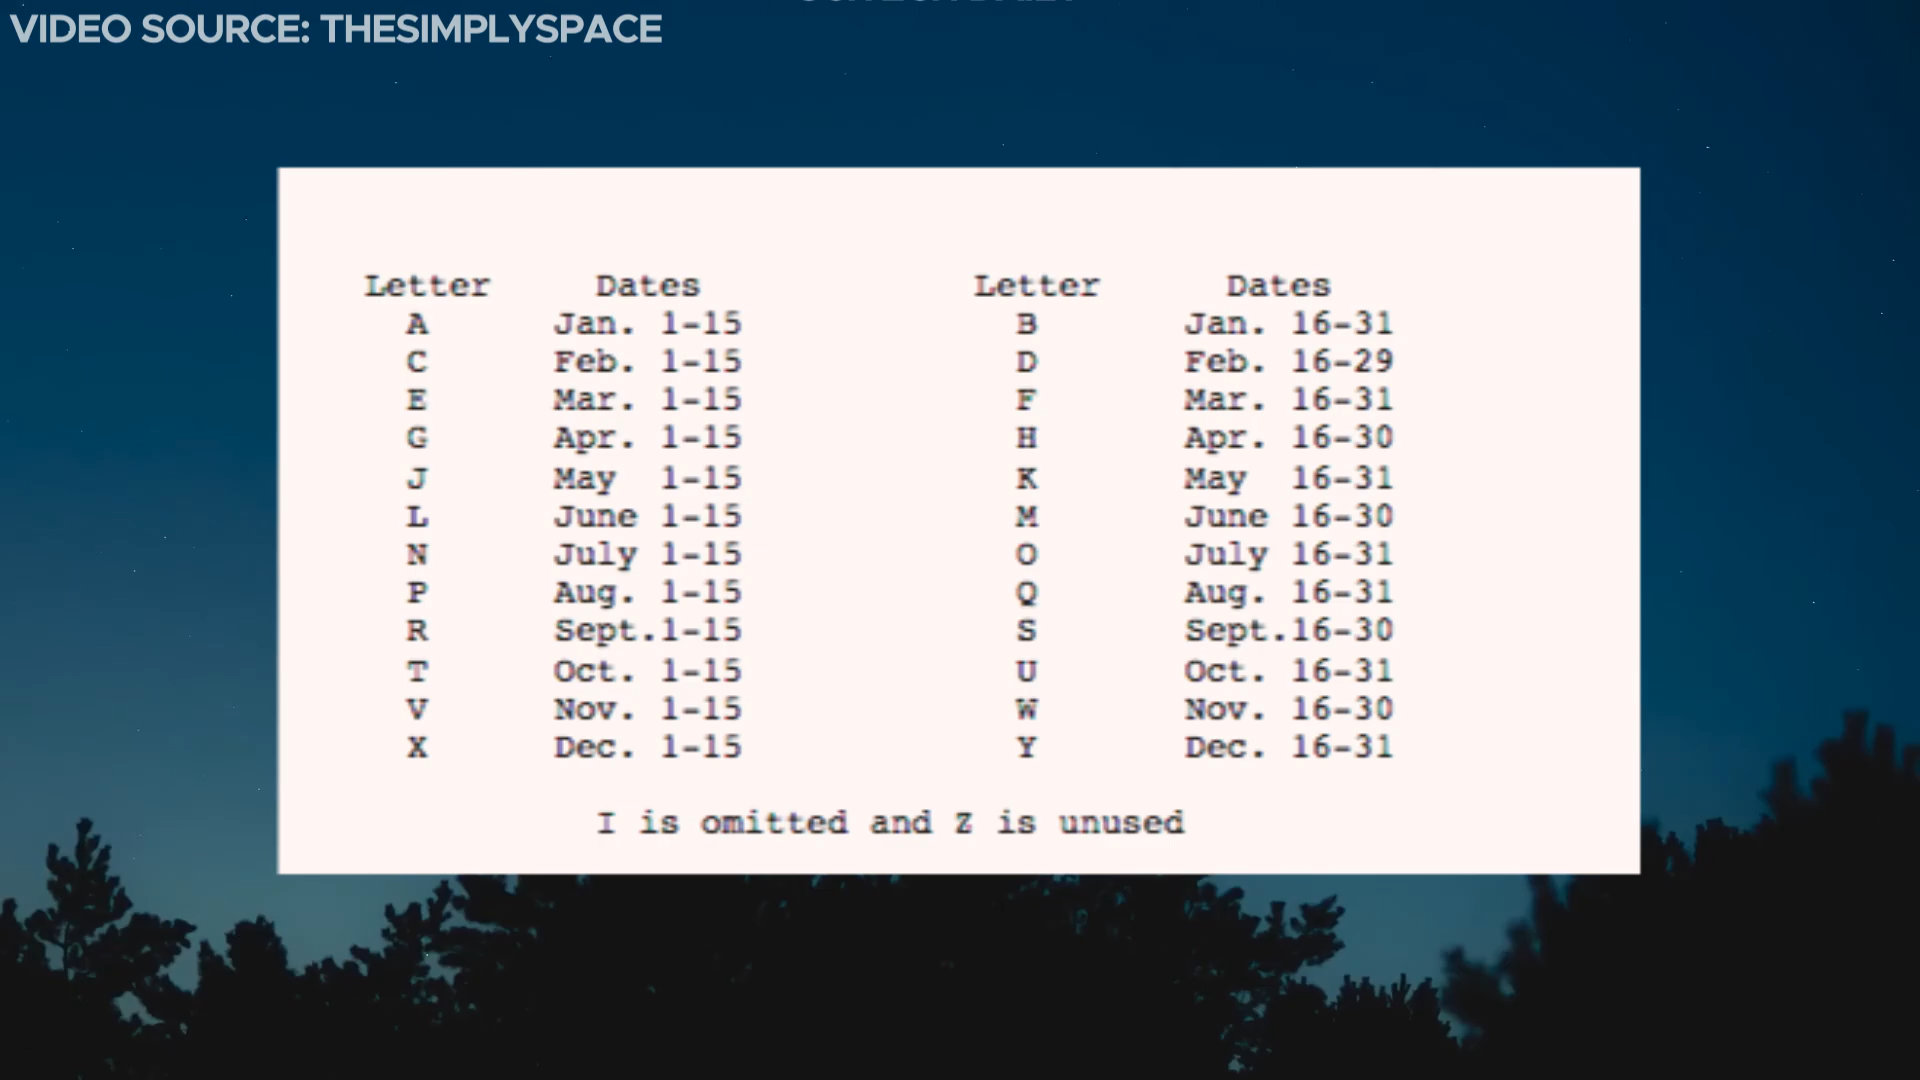 VIDEO SOURCE: THESIMPLYSPACE
Letter Dates Letter Dates
A Jan. 1-15 B Jan. 16-31
C Feb. 1-15 D Feb. 16-29
E Mar. 1-15 F Mar. 16-31
G Apr. 1-15 H Apr. 16-30
J May 1-15 K May 16-31
L June 1-15 M June 16-30
N July 1-15 O July 16-31
P Aug. 1-15 Q Aug. 16-31
R Sept.1-15 S Sept.16-30
T Oct. 1-15 U Oct. 16-31
V Nov. 1-15 W Nov. 16-30
X Dec. 1-15 Y Dec. 16-31
I is omitted and Z is unused